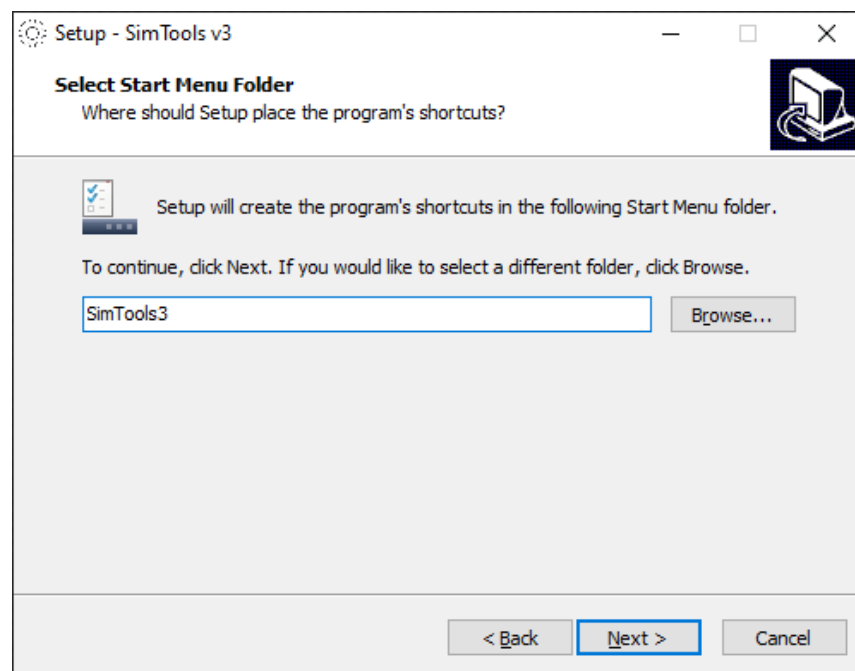 Setup - SimTools v3
Select Start Menu Folder
Where should Setup place the program's shortcuts?
Setup will create the program's shortcuts in the following Start Menu folder.
To continue, click Next. If you would like to select a different folder, click Browse.
SimTools3
Browse...
< Back
Next >
Cancel